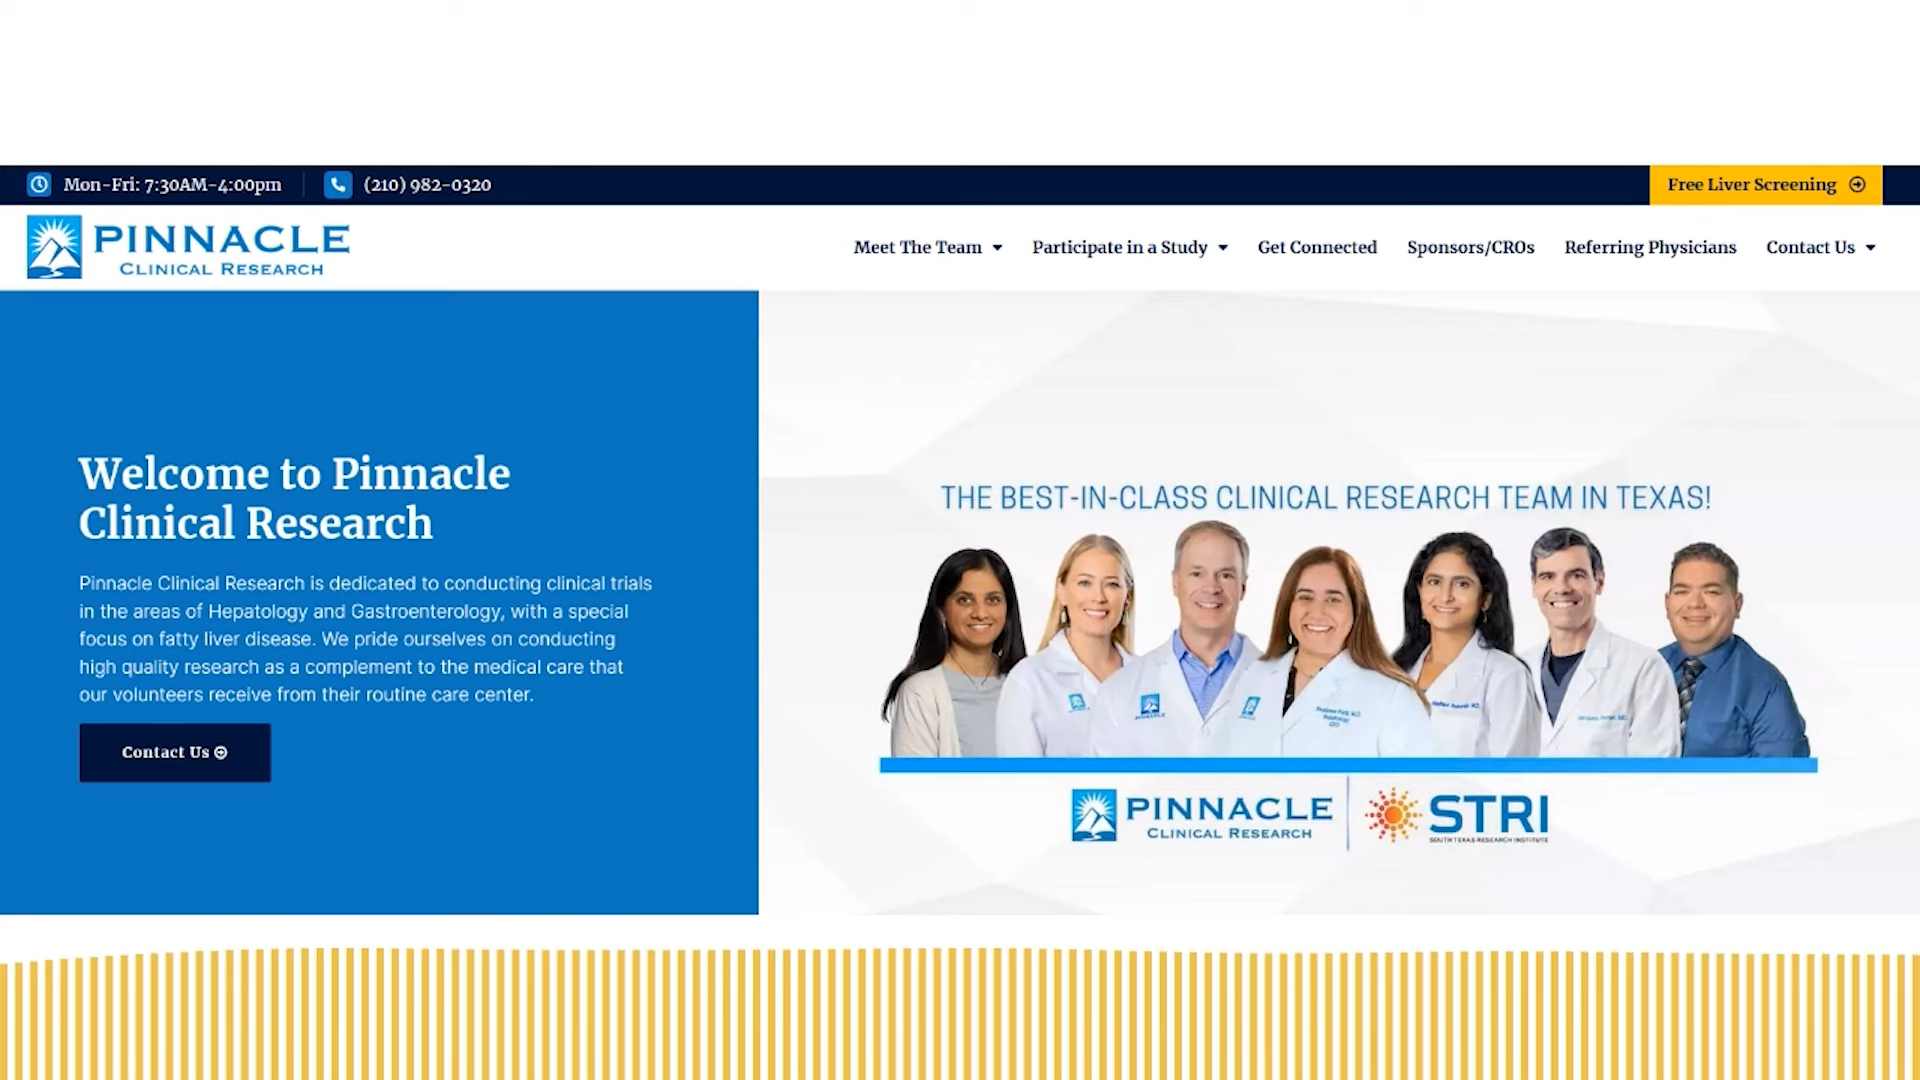 Mon-Fri: 7:30AM-4:00pm
(210) 982-0320
Free Liver Screening
PINNACLE
CLINICAL RESEARCH
Meet The Team
Participate in a Study
Get Connected
Sponsors/CROs
Referring Physicians
Contact Us
Welcome to Pinnacle
Clinical Research
Pinnacle Clinical Research is dedicated to conducting clinical trials
in the areas of Hepatology and Gastroenterology, with a special
focus on fatty liver disease. We pride ourselves on conducting
high quality research as a complement to the medical care that
our volunteers receive from their routine care center.
Contact Us
THE BEST-IN-CLASS CLINICAL RESEARCH TEAM IN TEXAS!
PINNACLE
CLINICAL RESEARCH
STRI
SOUTH TEXAS RESEARCH INSTITUTE